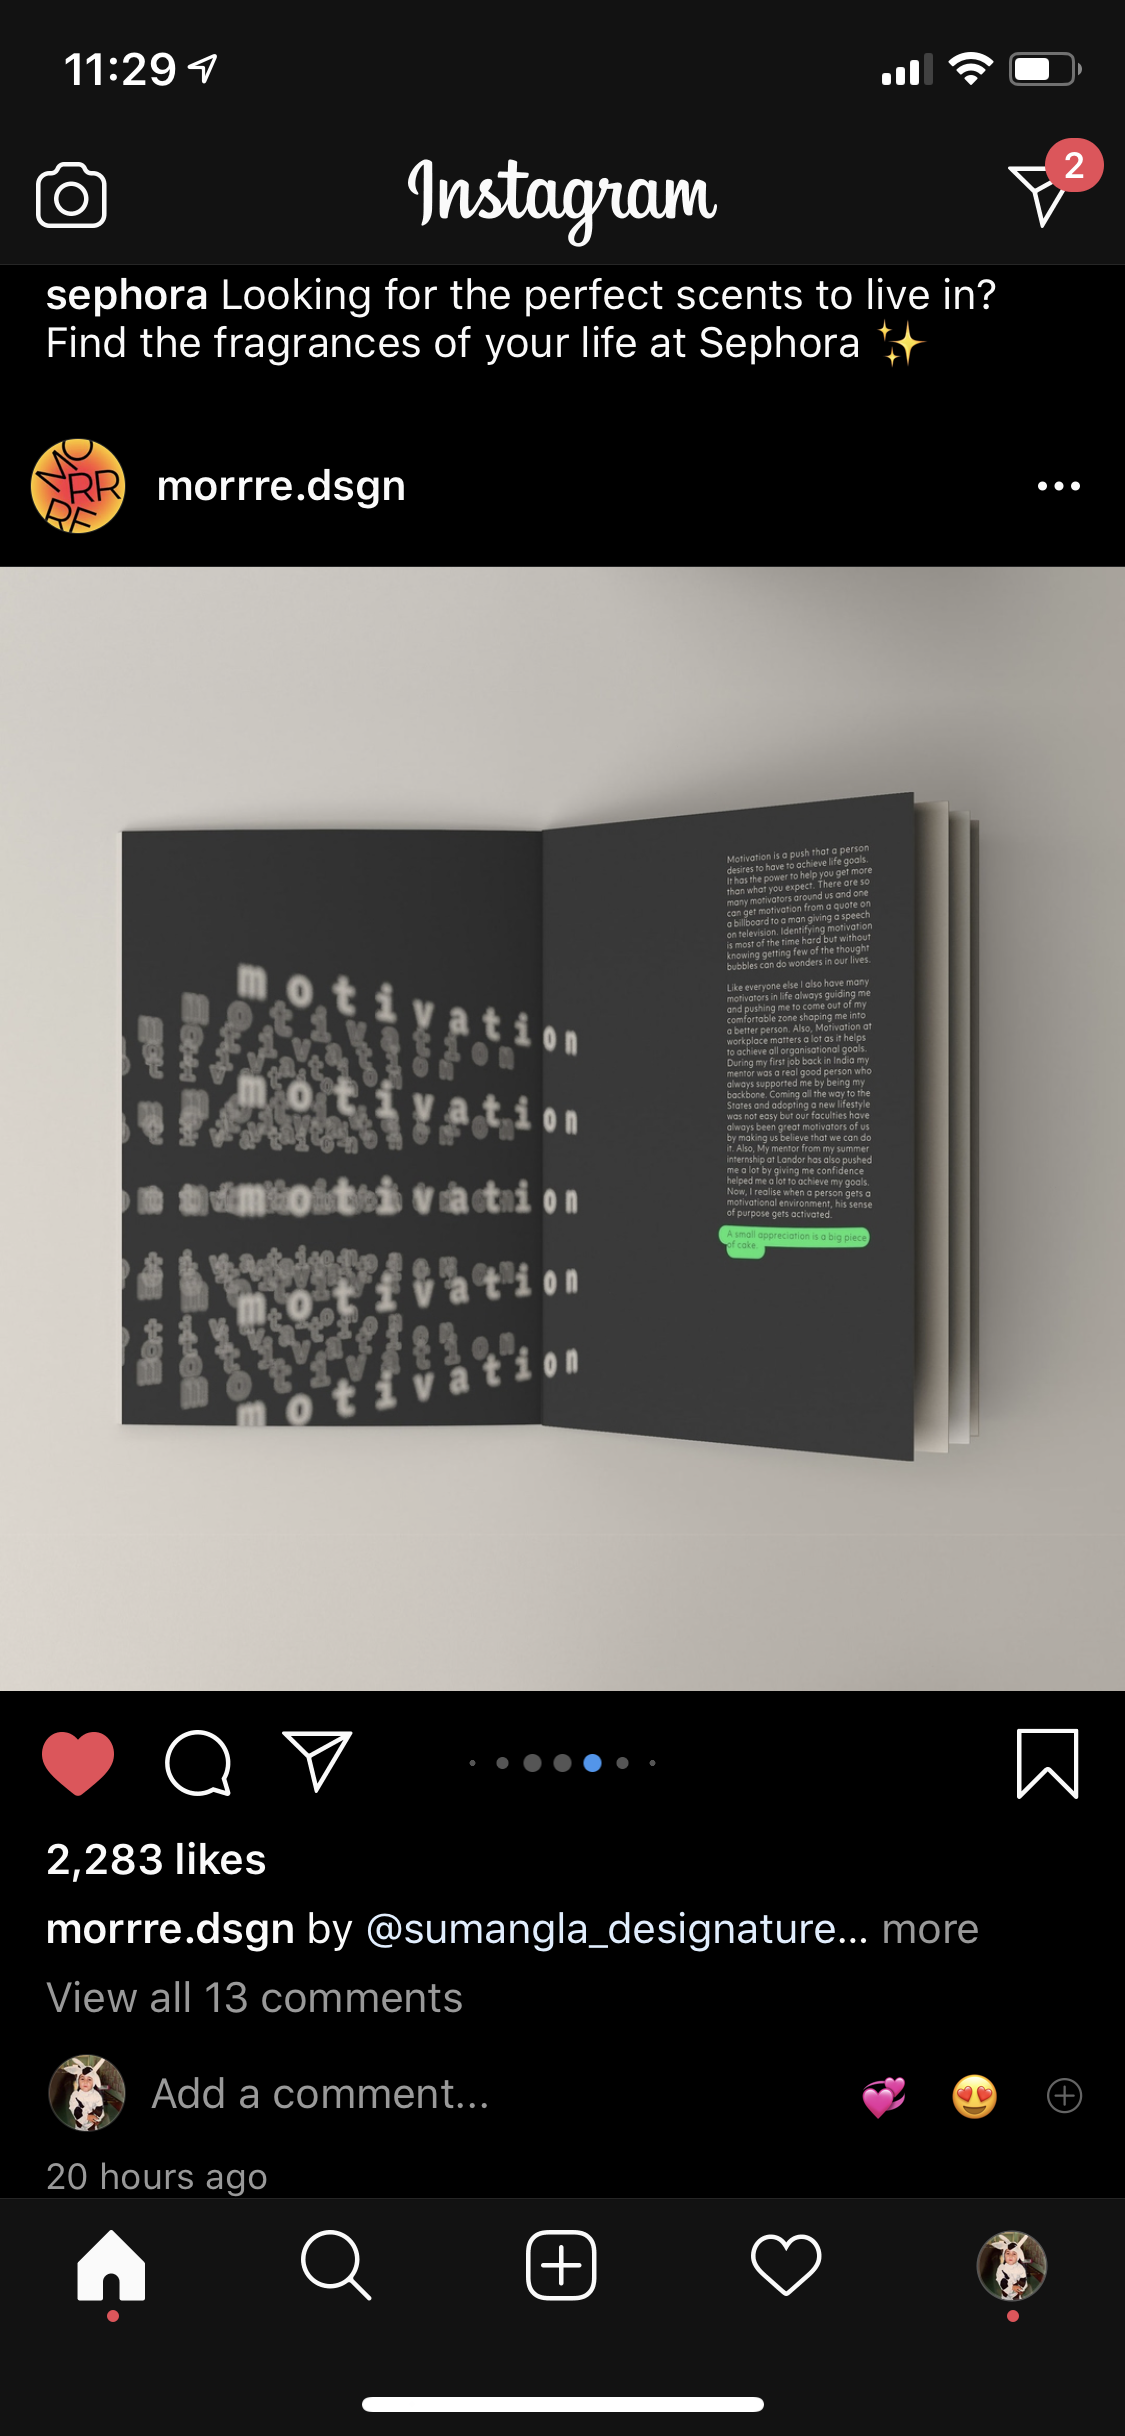 11:29
Instagram
2
sephora Looking for the perfect scents to live in?
Find the fragrances of your life at Sephora ✨
MO
RRR
RE
morrre.dsgn
motivation
motivation
motivation
motivation
motivation
Motivation is a push that a person
desires to have to achieve life goals.
It has the power to help you get more
than what you expect. There are so
many motivators around us and one
can get motivation from a quote on
a billboard to a man giving a speech
on television. Identifying motivation
is most of the time hard but without
knowing getting few of the thought
bubbles can do wonders in our lives.
Like everyone else I also have many
motivators in life always guiding me
and pushing me to come out of my
comfortable zone shaping me into
a better person. Also, Motivation at
workplace matters a lot as it helps
to achieve all organisational goals.
During my first job back in India my
mentor was a real good person who
always supported me by being my
backbone. Coming all the way to the
States and adopting a new lifestyle
was not easy but our faculties have
always been great motivators of us
by making us believe that we can do
it. Also, My mentor from my summer
internship at Landor has also pushed
me a lot by giving me confidence
helped me a lot to achieve my goals.
Now, I realise when a person gets a
motivational environment, his sense
of purpose gets activated.
A small appreciation is a big piece
of cake.
2,283 likes
morrre.dsgn by @sumangla_designature... more
View all 13 comments
Add a comment...
20 hours ago